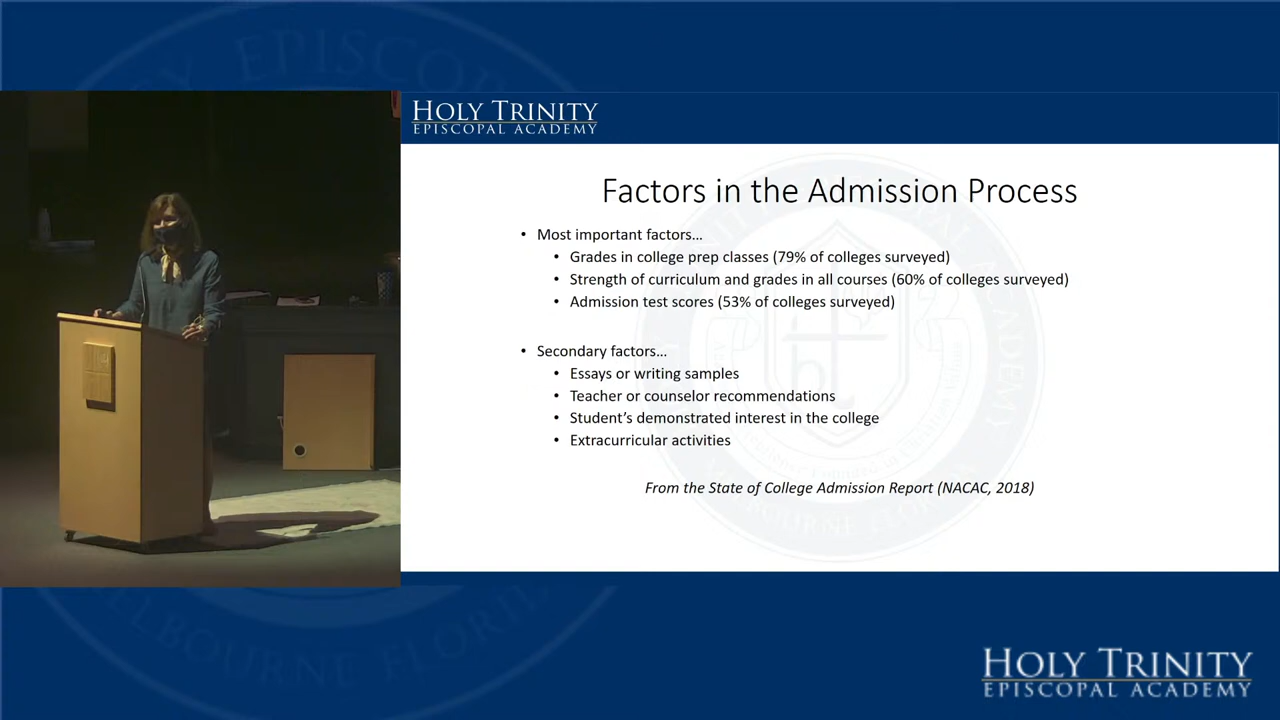 HOLY TRINITY
EPISCOPAL ACADEMY
Factors in the Admission Process
• Most important factors…
• Grades in college prep classes (79% of colleges surveyed)
• Strength of curriculum and grades in all courses (60% of colleges surveyed)
• Admission test scores (53% of colleges surveyed)
• Secondary factors…
• Essays or writing samples
• Teacher or counselor recommendations
• Student’s demonstrated interest in the college
• Extracurricular activities
From the State of College Admission Report (NACAC, 2018)
HOLY TRINITY
EPISCOPAL ACADEMY